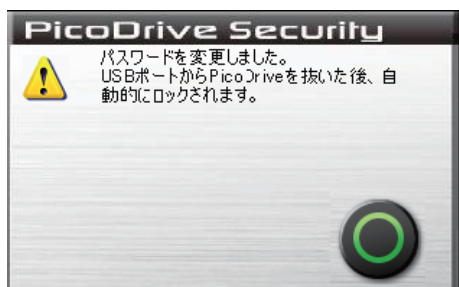 PicoDrive Security
パスワードを変更しました。
USBポートからPicoDriveを抜いた後、自
動的にロックされます。